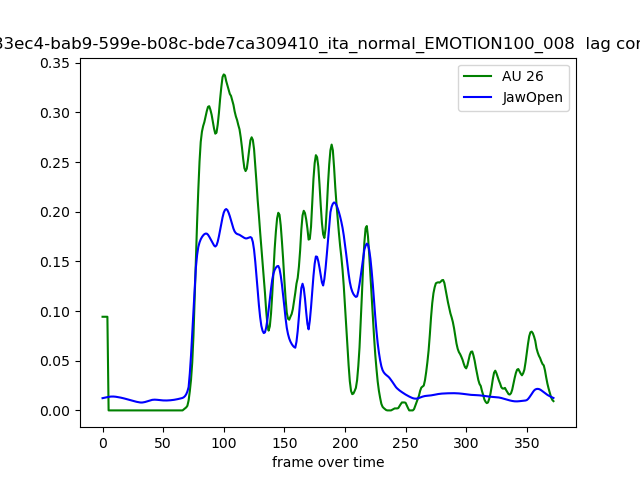 33ec4-bab9-599e-b08c-bde7ca309410_ita_normal_EMOTION100_008 lag cor
AU 26
JawOpen
0.35
0.30
0.25
0.20
0.15
0.10
0.05
0.00
0 50 100 150 200 250 300 350
frame over time